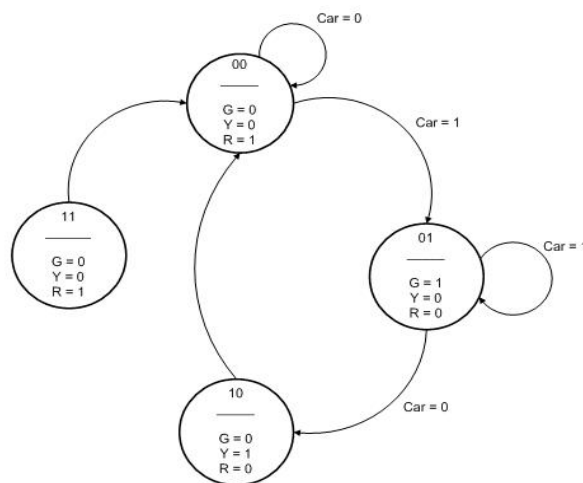 Car = 0
00
G = 0
Y = 0
R = 1
Car = 1
11
G = 0
Y = 0
R = 1
01
G = 1
Y = 0
R = 0
Car = 1
10
G = 0
Y = 1
R = 0
Car = 0